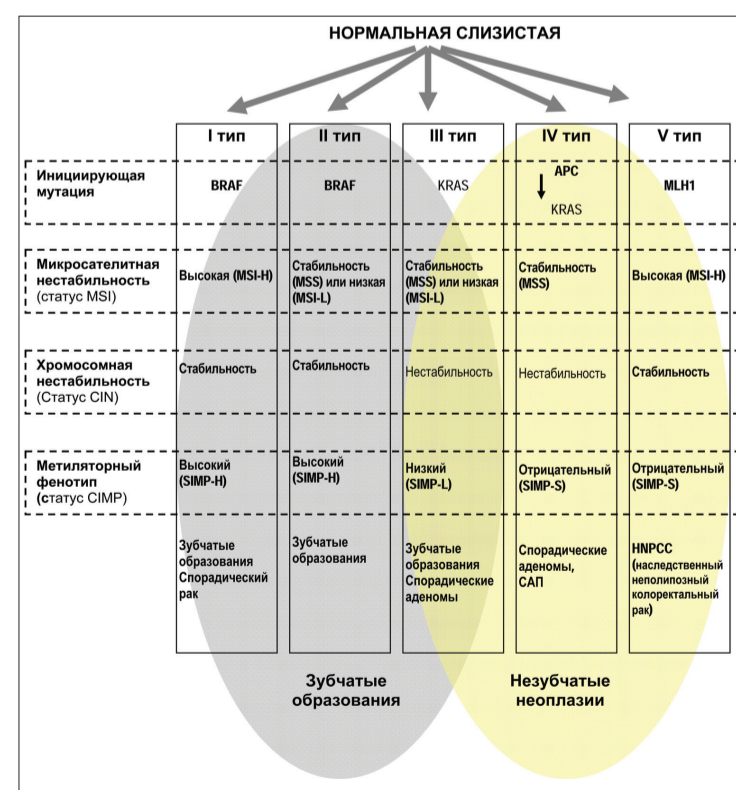 НОРМАЛЬНАЯ СЛИЗИСТАЯ
I тип
II тип
III тип
IV тип
V тип
Инициирующая
мутация
BRAF
BRAF
KRAS
APC
KRAS
MLH1
Микросателитная
нестабильность
(статус MSI)
Высокая (MSI-H)
Стабильность
(MSS) или низкая
(MSI-L)
Стабильность
(MSS) или низкая
(MSI-L)
Стабильность
(MSS)
Высокая (MSI-H)
Хромосомная
нестабильность
(Статус CIN)
Стабильность
Стабильность
Нестабильность
Нестабильность
Стабильность
Метиляторный
фенотип
(статус CIMP)
Высокий
(SIMP-H)
Высокий
(SIMP-H)
Низкий
(SIMP-L)
Отрицательный
(SIMP-S)
Отрицательный
(SIMP-S)
Зубчатые
образования
Спорадический
рак
Зубчатые
образования
Зубчатые
образования
Спорадические
аденомы
Спорадические
аденомы,
САП
HNPCC
(наследственный
неполипозный
колоректальный
рак)
Зубчатые
образования
Незубчатые
неоплазии